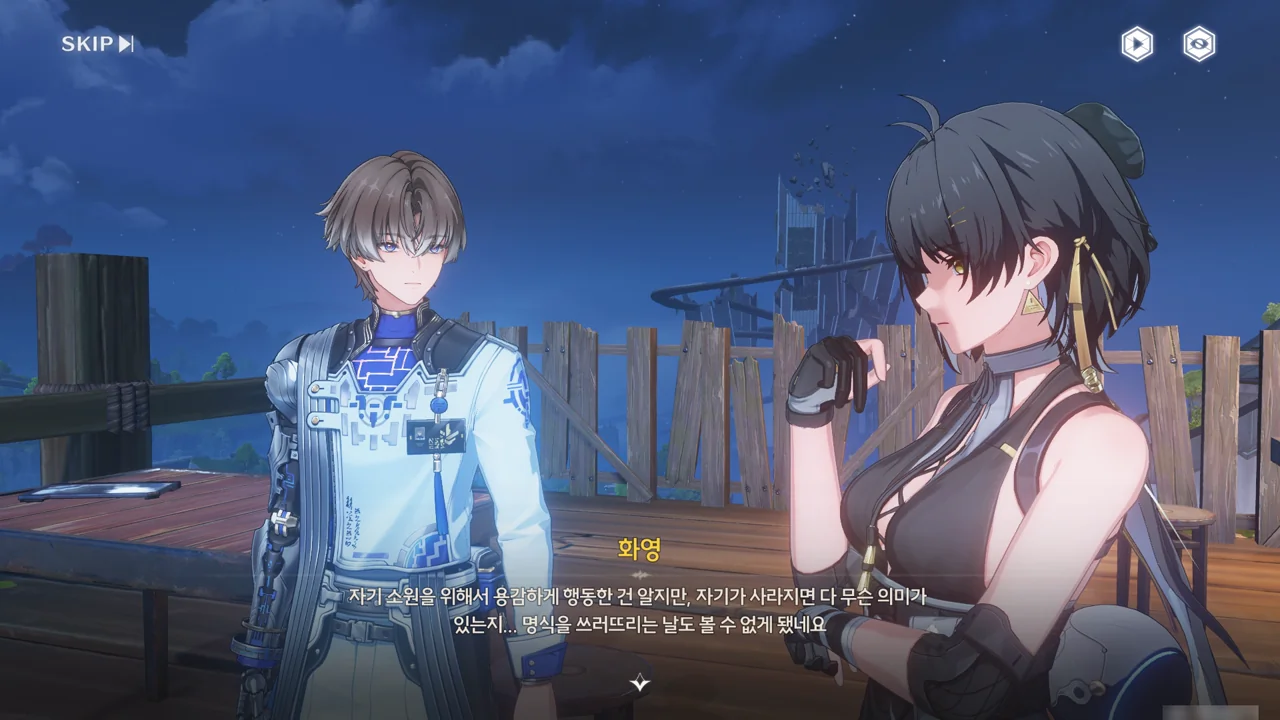 SKIP
화영
자기 소원을 위해서 용감하게 행동한 건 알지만, 자기가 사라지면 다 무슨 의미가
있는지... 명식을 쓰러뜨리는 날도 볼 수 없게 됐네요